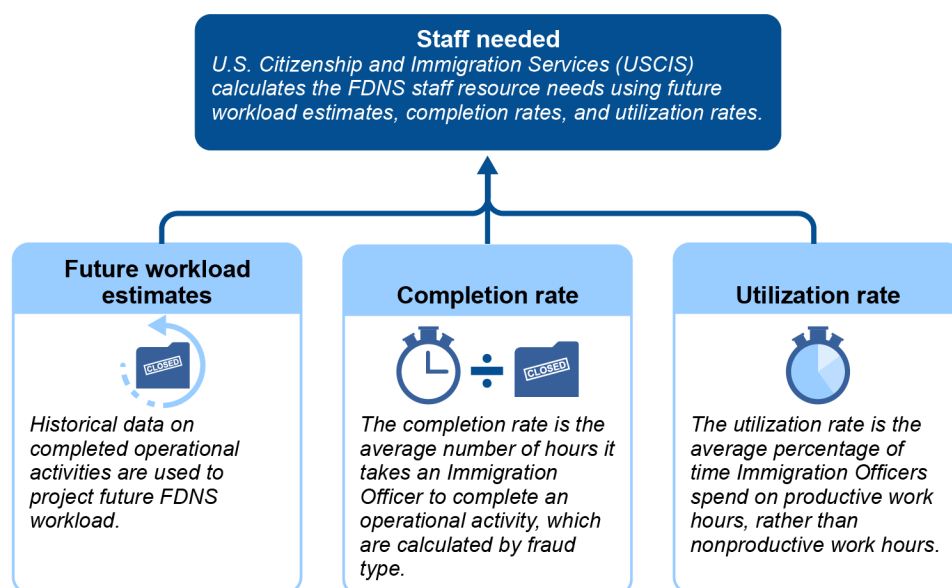 Staff needed
U.S. Citizenship and Immigration Services (USCIS)
calculates the FDNS staff resource needs using future
workload estimates, completion rates, and utilization rates.
Future workload
estimates
CLOSED
Historical data on
completed operational
activities are used to
project future FDNS
workload.
Completion rate
÷
CLOSED
The completion rate is the
average number of hours it
takes an Immigration
Officer to complete an
operational activity, which
are calculated by fraud
type.
Utilization rate
The utilization rate is the
average percentage of
time Immigration Officers
spend on productive work
hours, rather than
nonproductive work hours.